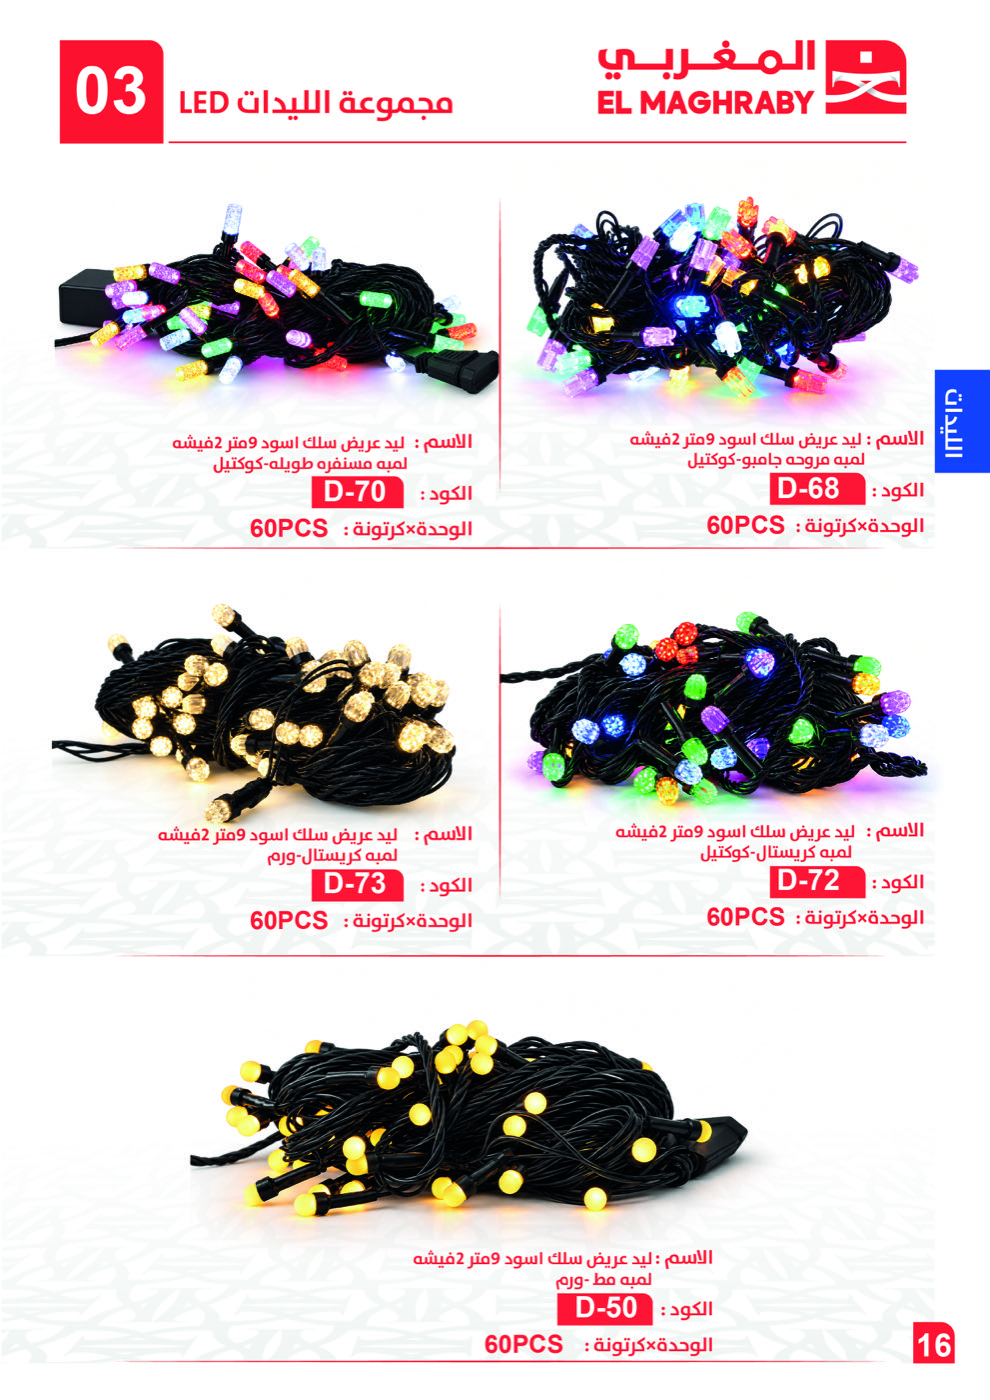 المغربي
EL MAGHRABY
03
مجموعة الليدات LED
الاسم : ليد عريض سلك اسود 9متر 2فيشه
لمبه مروحه جامبو-كوكتيل
الكود : D-68
الوحدة×كرتونة : 60PCS
الاسم : ليد عريض سلك اسود 9متر 2فيشه
لمبه مسنفره طويله-كوكتيل
الكود : D-70
الوحدة×كرتونة : 60PCS
الاسم : ليد عريض سلك اسود 9متر 2فيشه
لمبه كريستال-كوكتيل
الكود : D-72
الوحدة×كرتونة : 60PCS
الاسم : ليد عريض سلك اسود 9متر 2فيشه
لمبه كريستال-ورم
الكود : D-73
الوحدة×كرتونة : 60PCS
الاسم : ليد عريض سلك اسود 9متر 2فيشه
لمبه مط -ورم
الكود : D-50
الوحدة×كرتونة : 60PCS
16